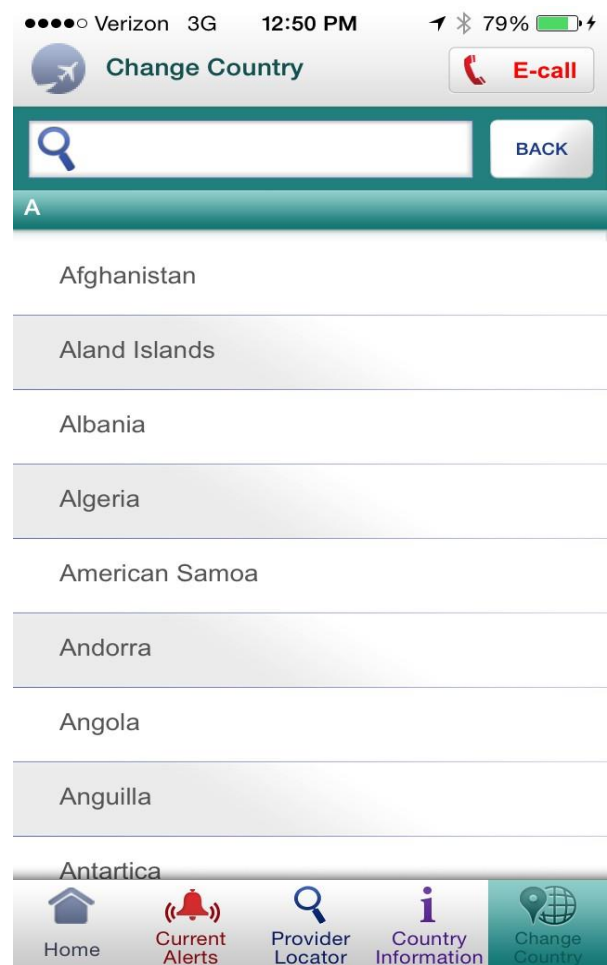 Verizon 3G 12:50 PM 79%
Change Country
E-call
BACK
A
Afghanistan
Aland Islands
Albania
Algeria
American Samoa
Andorra
Angola
Anguilla
Antartica
Home
Current
Alerts
Provider
Locator
Country
Information
Change
Country